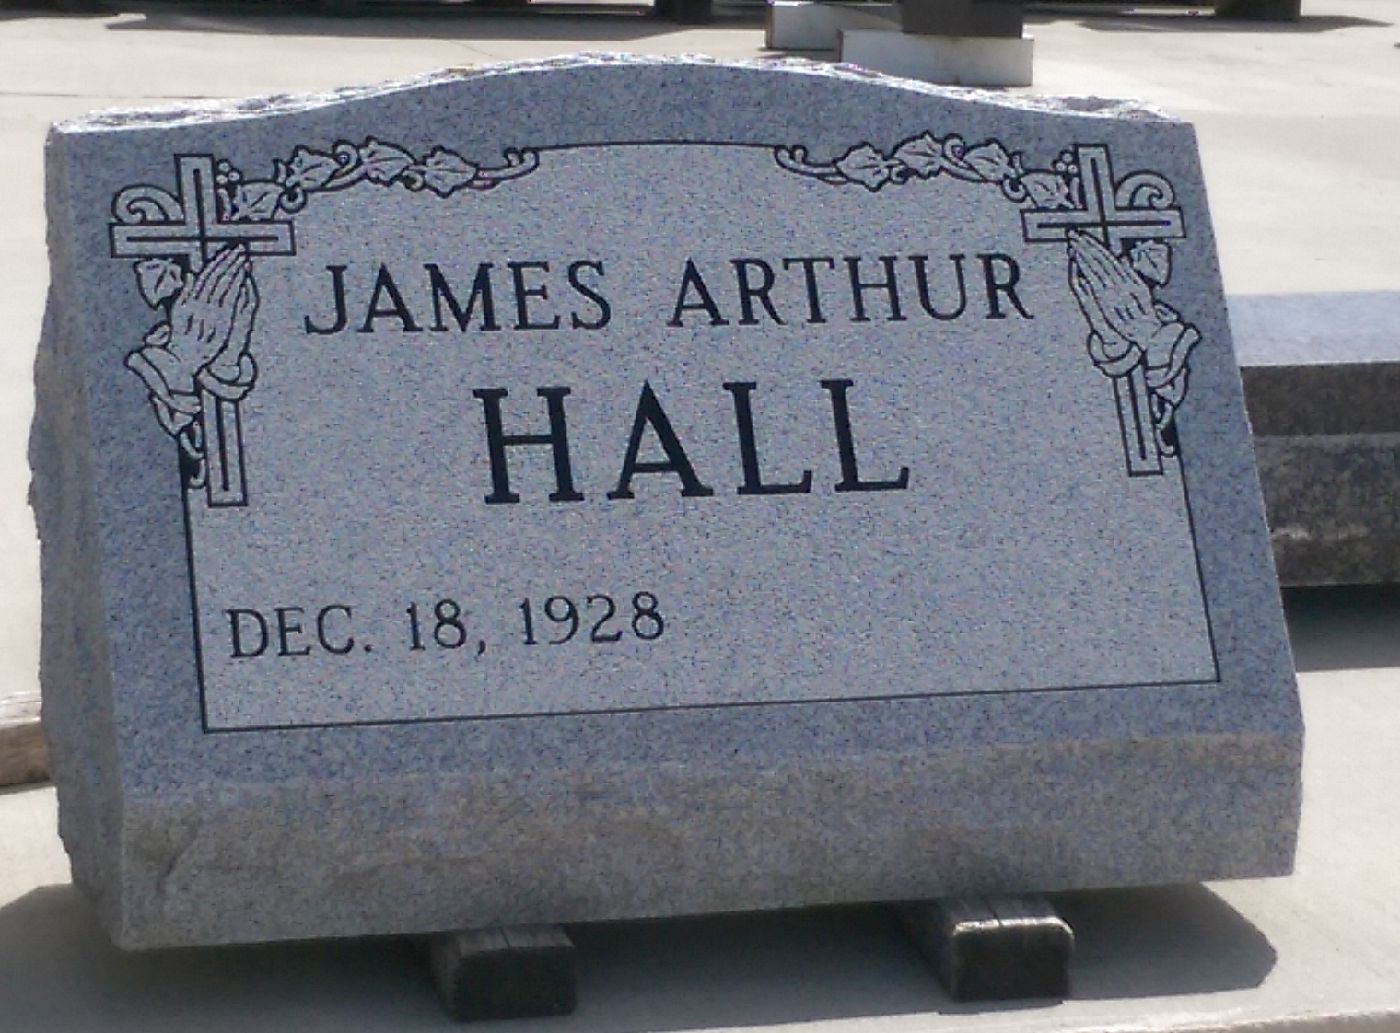 JAMES ARTHUR
HALL
DEC. 18, 1928